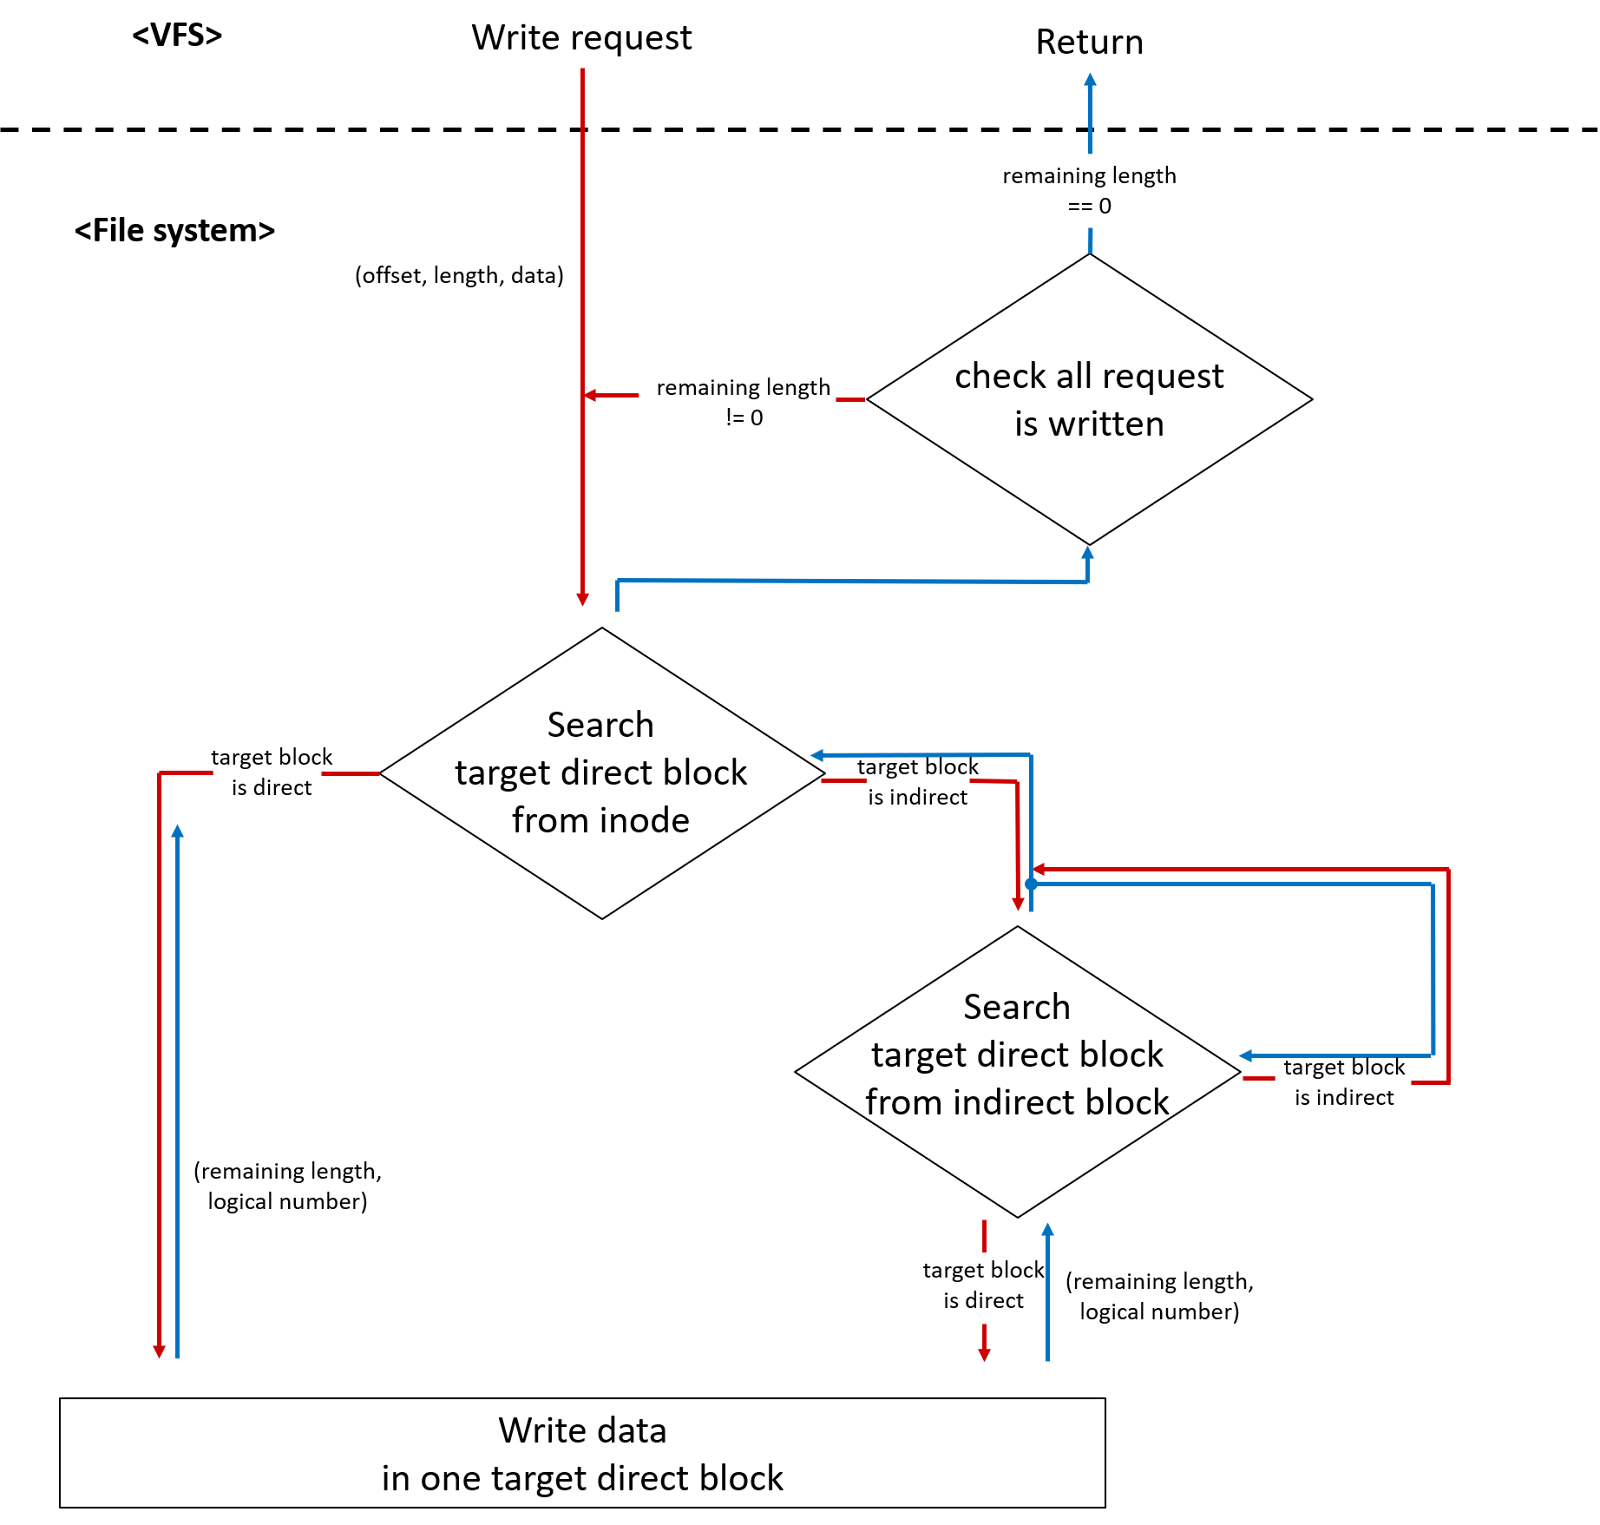 <VFS>
Write request
Return
remaining length
== 0
<File system>
(offset, length, data)
check all request
is written
remaining length
!= 0
Search
target direct block
from inode
target block
is direct
target block
is indirect
Search
target direct block
from indirect block
target block
is indirect
(remaining length,
logical number)
target block
is direct
(remaining length,
logical number)
Write data
in one target direct block